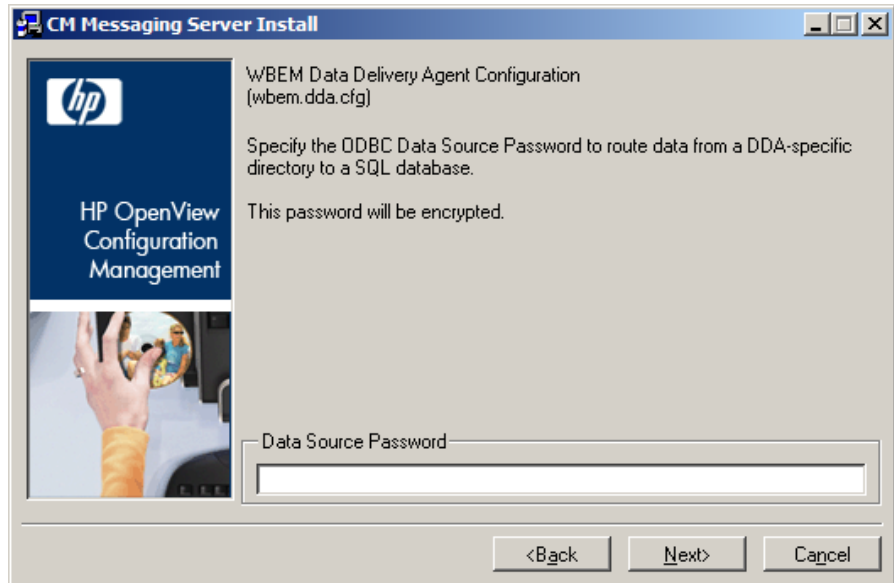 CM Messaging Server Install
hp
WBEM Data Delivery Agent Configuration
(wbem.dda.cfg)
Specify the ODBC Data Source Password to route data from a DDA-specific
directory to a SQL database.
This password will be encrypted.
HP OpenView
Configuration
Management
Data Source Password
<Back
Next>
Cancel